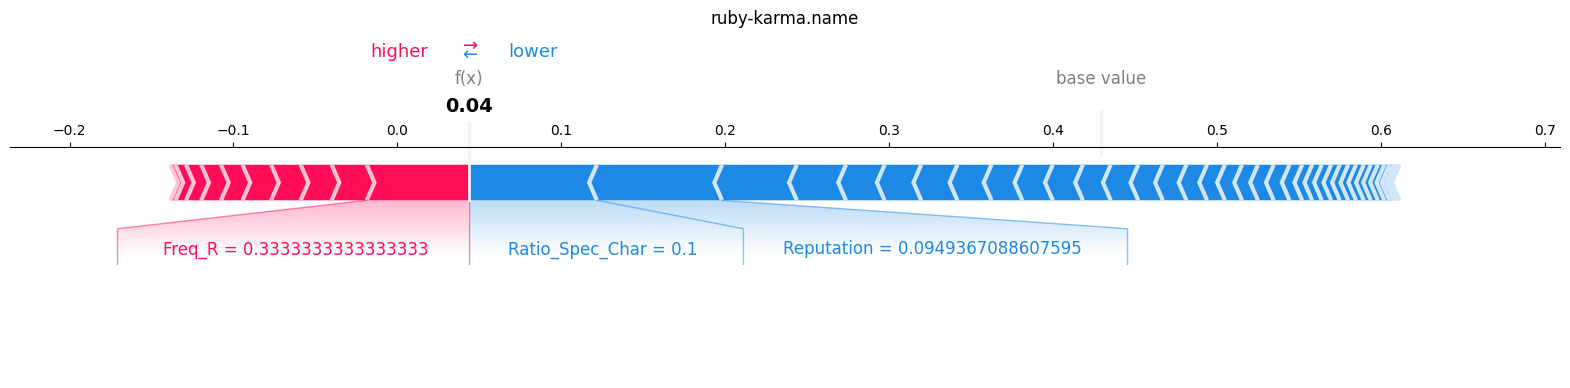 ruby-karma.name
higher → ← lower
f(x) base value
0.04
−0.2 −0.1 0.0 0.1 0.2 0.3 0.4 0.5 0.6 0.7
Freq_R = 0.3333333333333333 Ratio_Spec_Char = 0.1 Reputation = 0.0949367088607595